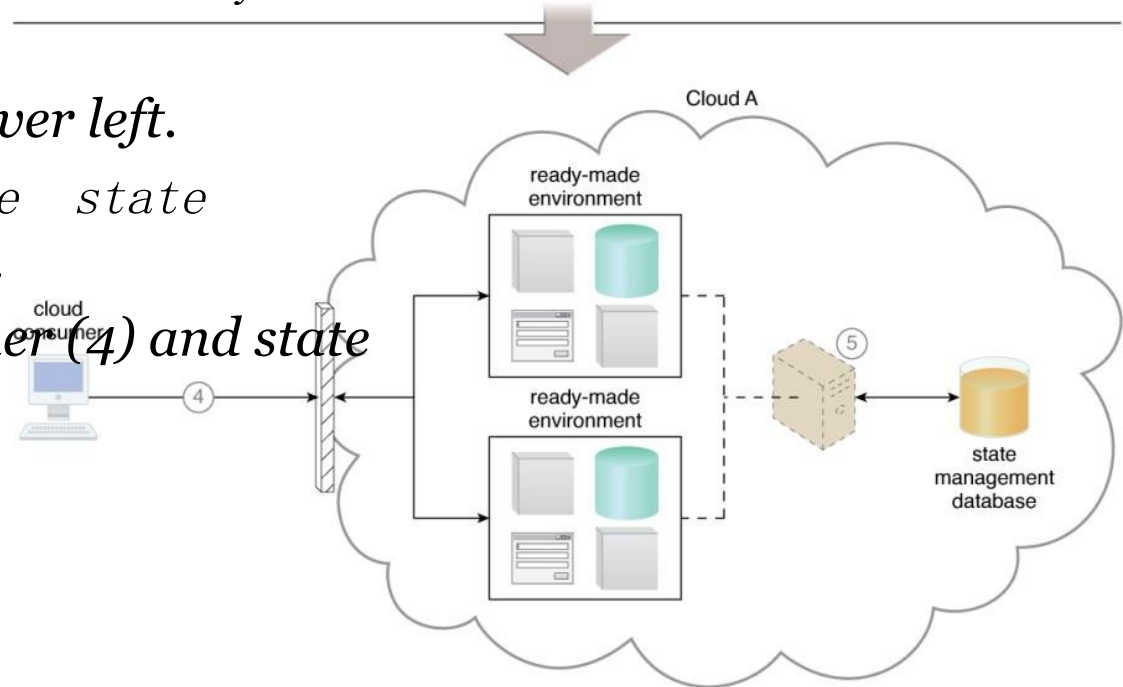 Cloud A
ver left.
ready-made
environment
e state
cloud
consumer
er (4) and state
5
4
ready-made
environment
state
management
database